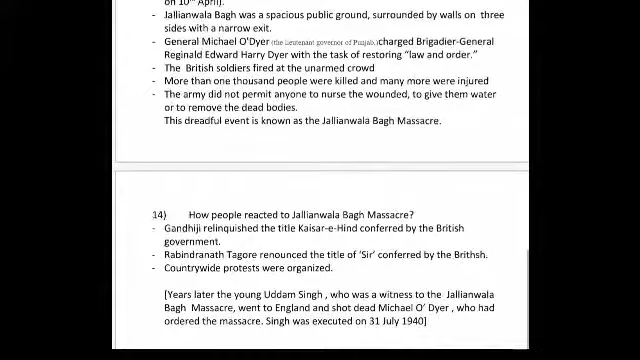 on 10th April).
- Jallianwala Bagh was a spacious public ground, surrounded by walls on three
sides with a narrow exit.
- General Michael O'Dyer (the lieutenant governor of Punjab,) charged Brigadier-General
Reginald Edward Harry Dyer with the task of restoring "law and order."
- The British soldiers fired at the unarmed crowd
- More than one thousand people were killed and many more were injured
- The army did not permit anyone to nurse the wounded, to give them water
or to remove the dead bodies.
This dreadful event is known as the Jallianwala Bagh Massacre.
14) How people reacted to Jallianwala Bagh Massacre?
- Gandhiji relinquished the title Kaisar-e-Hind conferred by the British
government.
- Rabindranath Tagore renounced the title of 'Sir' conferred by the Brithsh.
- Countrywide protests were organized.
[Years later the young Uddam Singh , who was a witness to the Jallianwala
Bagh Massacre, went to England and shot dead Michael O' Dyer , who had
ordered the massacre. Singh was executed on 31 July 1940]